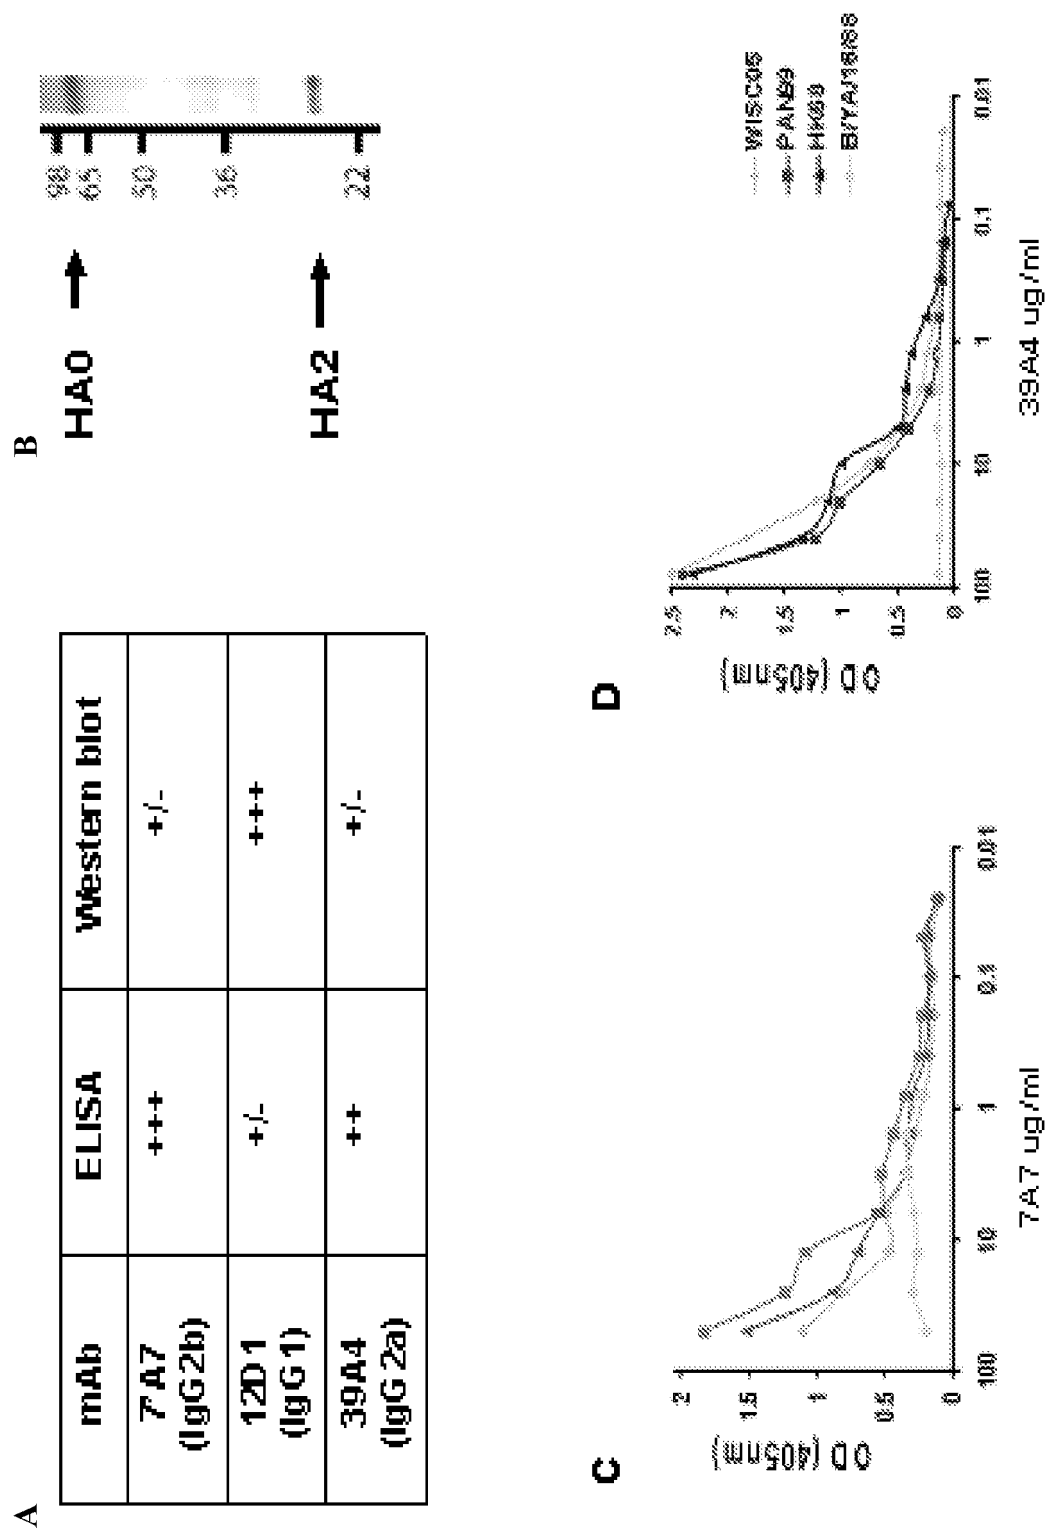 A
mAb ELISA Western blot
7A7 +++ +/-
(IgG2b)
12D1 +/- +++
(IgG1)
39A4 ++ +/-
(IgG2a)
B
HA0
HA2
98
65
50
36
22
C
OD (405nm)
2
1.5
1
0.5
0
100 10 1 0.1 0.01
7A7 ug/ml
D
OD (405nm)
2.5
2
1.5
1
0.5
0
100 10 1 0.1 0.01
39A4 ug/ml
WISC05
PAN99
HK68